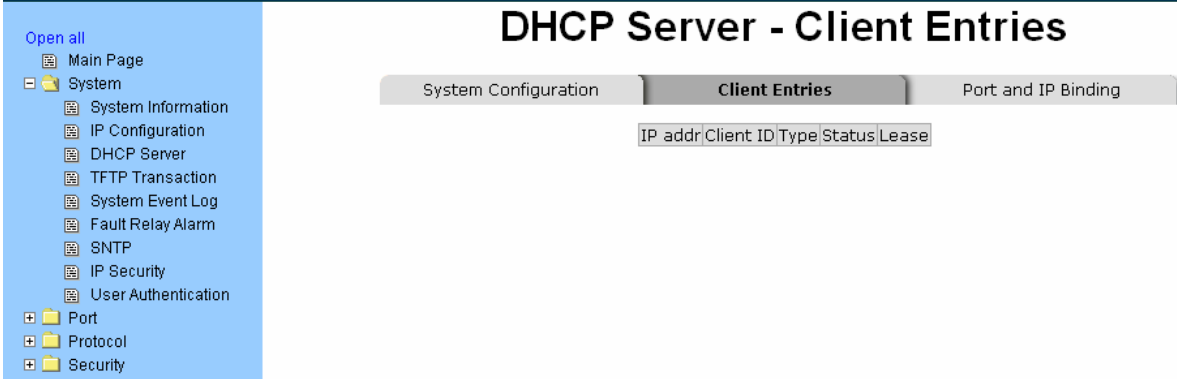 DHCP Server - Client Entries
Open all
Main Page
System
System Information
IP Configuration
DHCP Server
TFTP Transaction
System Event Log
Fault Relay Alarm
SNTP
IP Security
User Authentication
Port
Protocol
Security
System Configuration Client Entries Port and IP Binding
IP addr Client ID Type Status Lease